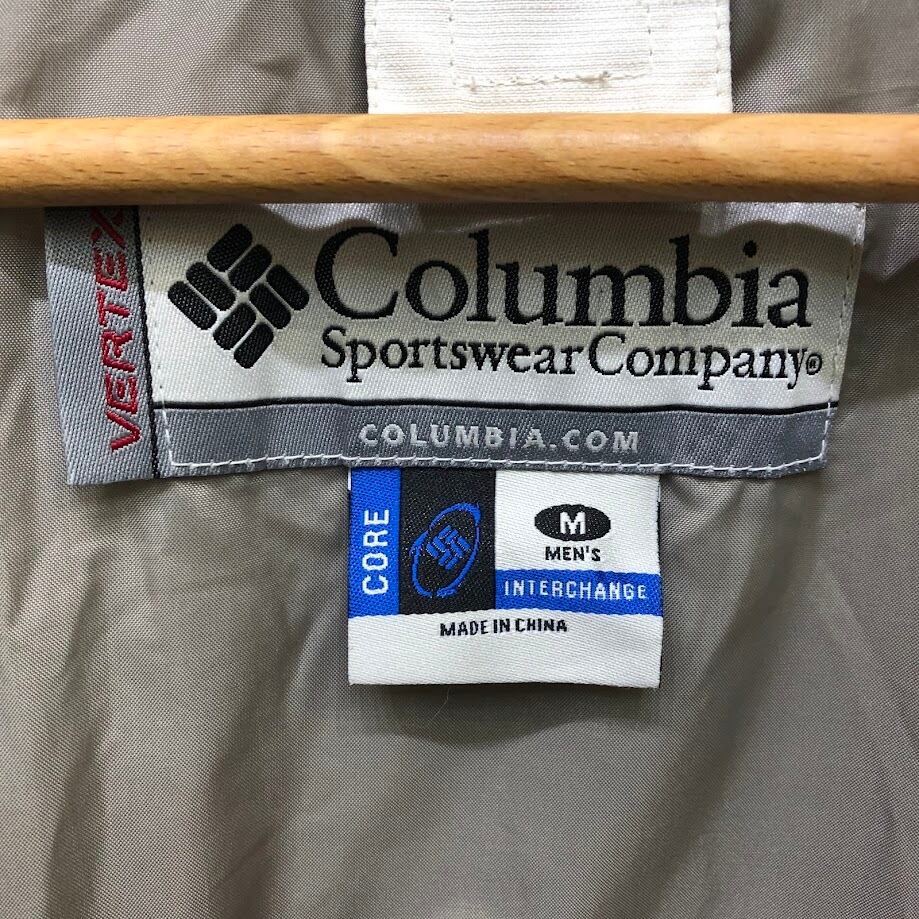 VERTEX
Columbia
Sportswear Company®
COLUMBIA.COM
CORE
M
MEN'S
INTERCHANGE
MADE IN CHINA